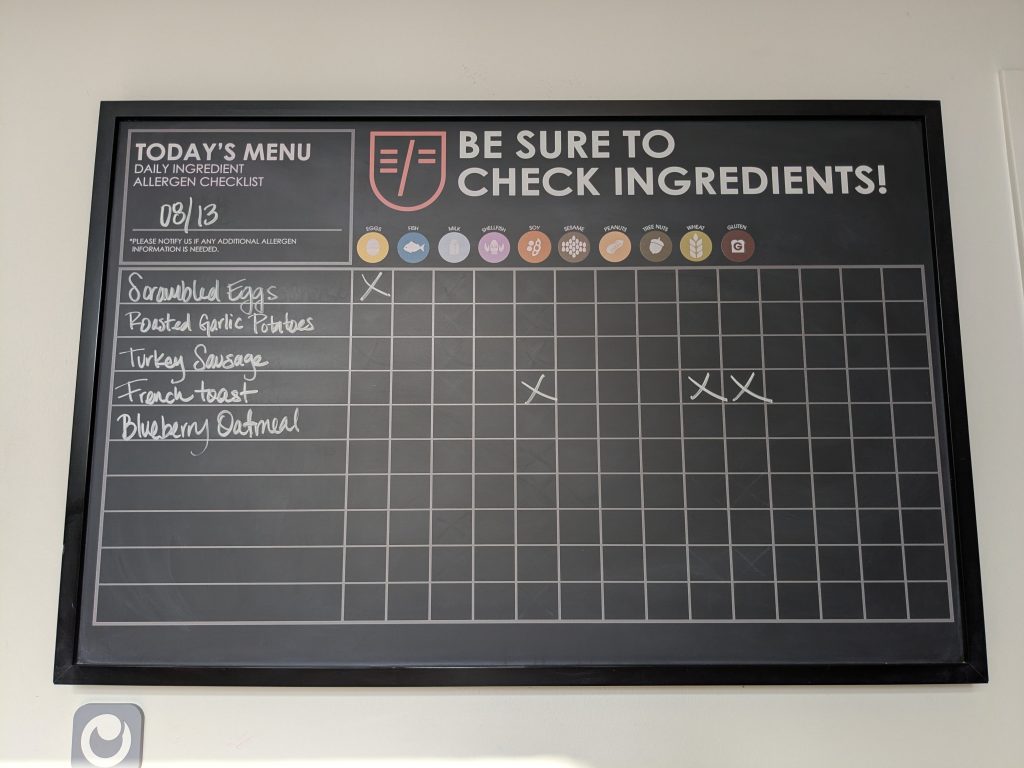 TODAY'S MENU
DAILY INGREDIENT
ALLERGEN CHECKLIST
08/13
*PLEASE NOTIFY US IF ANY ADDITIONAL ALLERGEN
INFORMATION IS NEEDED.
BE SURE TO
CHECK INGREDIENTS!
EGGS FISH MILK SHELLFISH SOY SESAME PEANUTS TREE NUTS WHEAT GLUTEN
G
Scrambled Eggs X
Roasted Garlic Potatoes
Turkey Sausage
French toast X X X
Blueberry Oatmeal